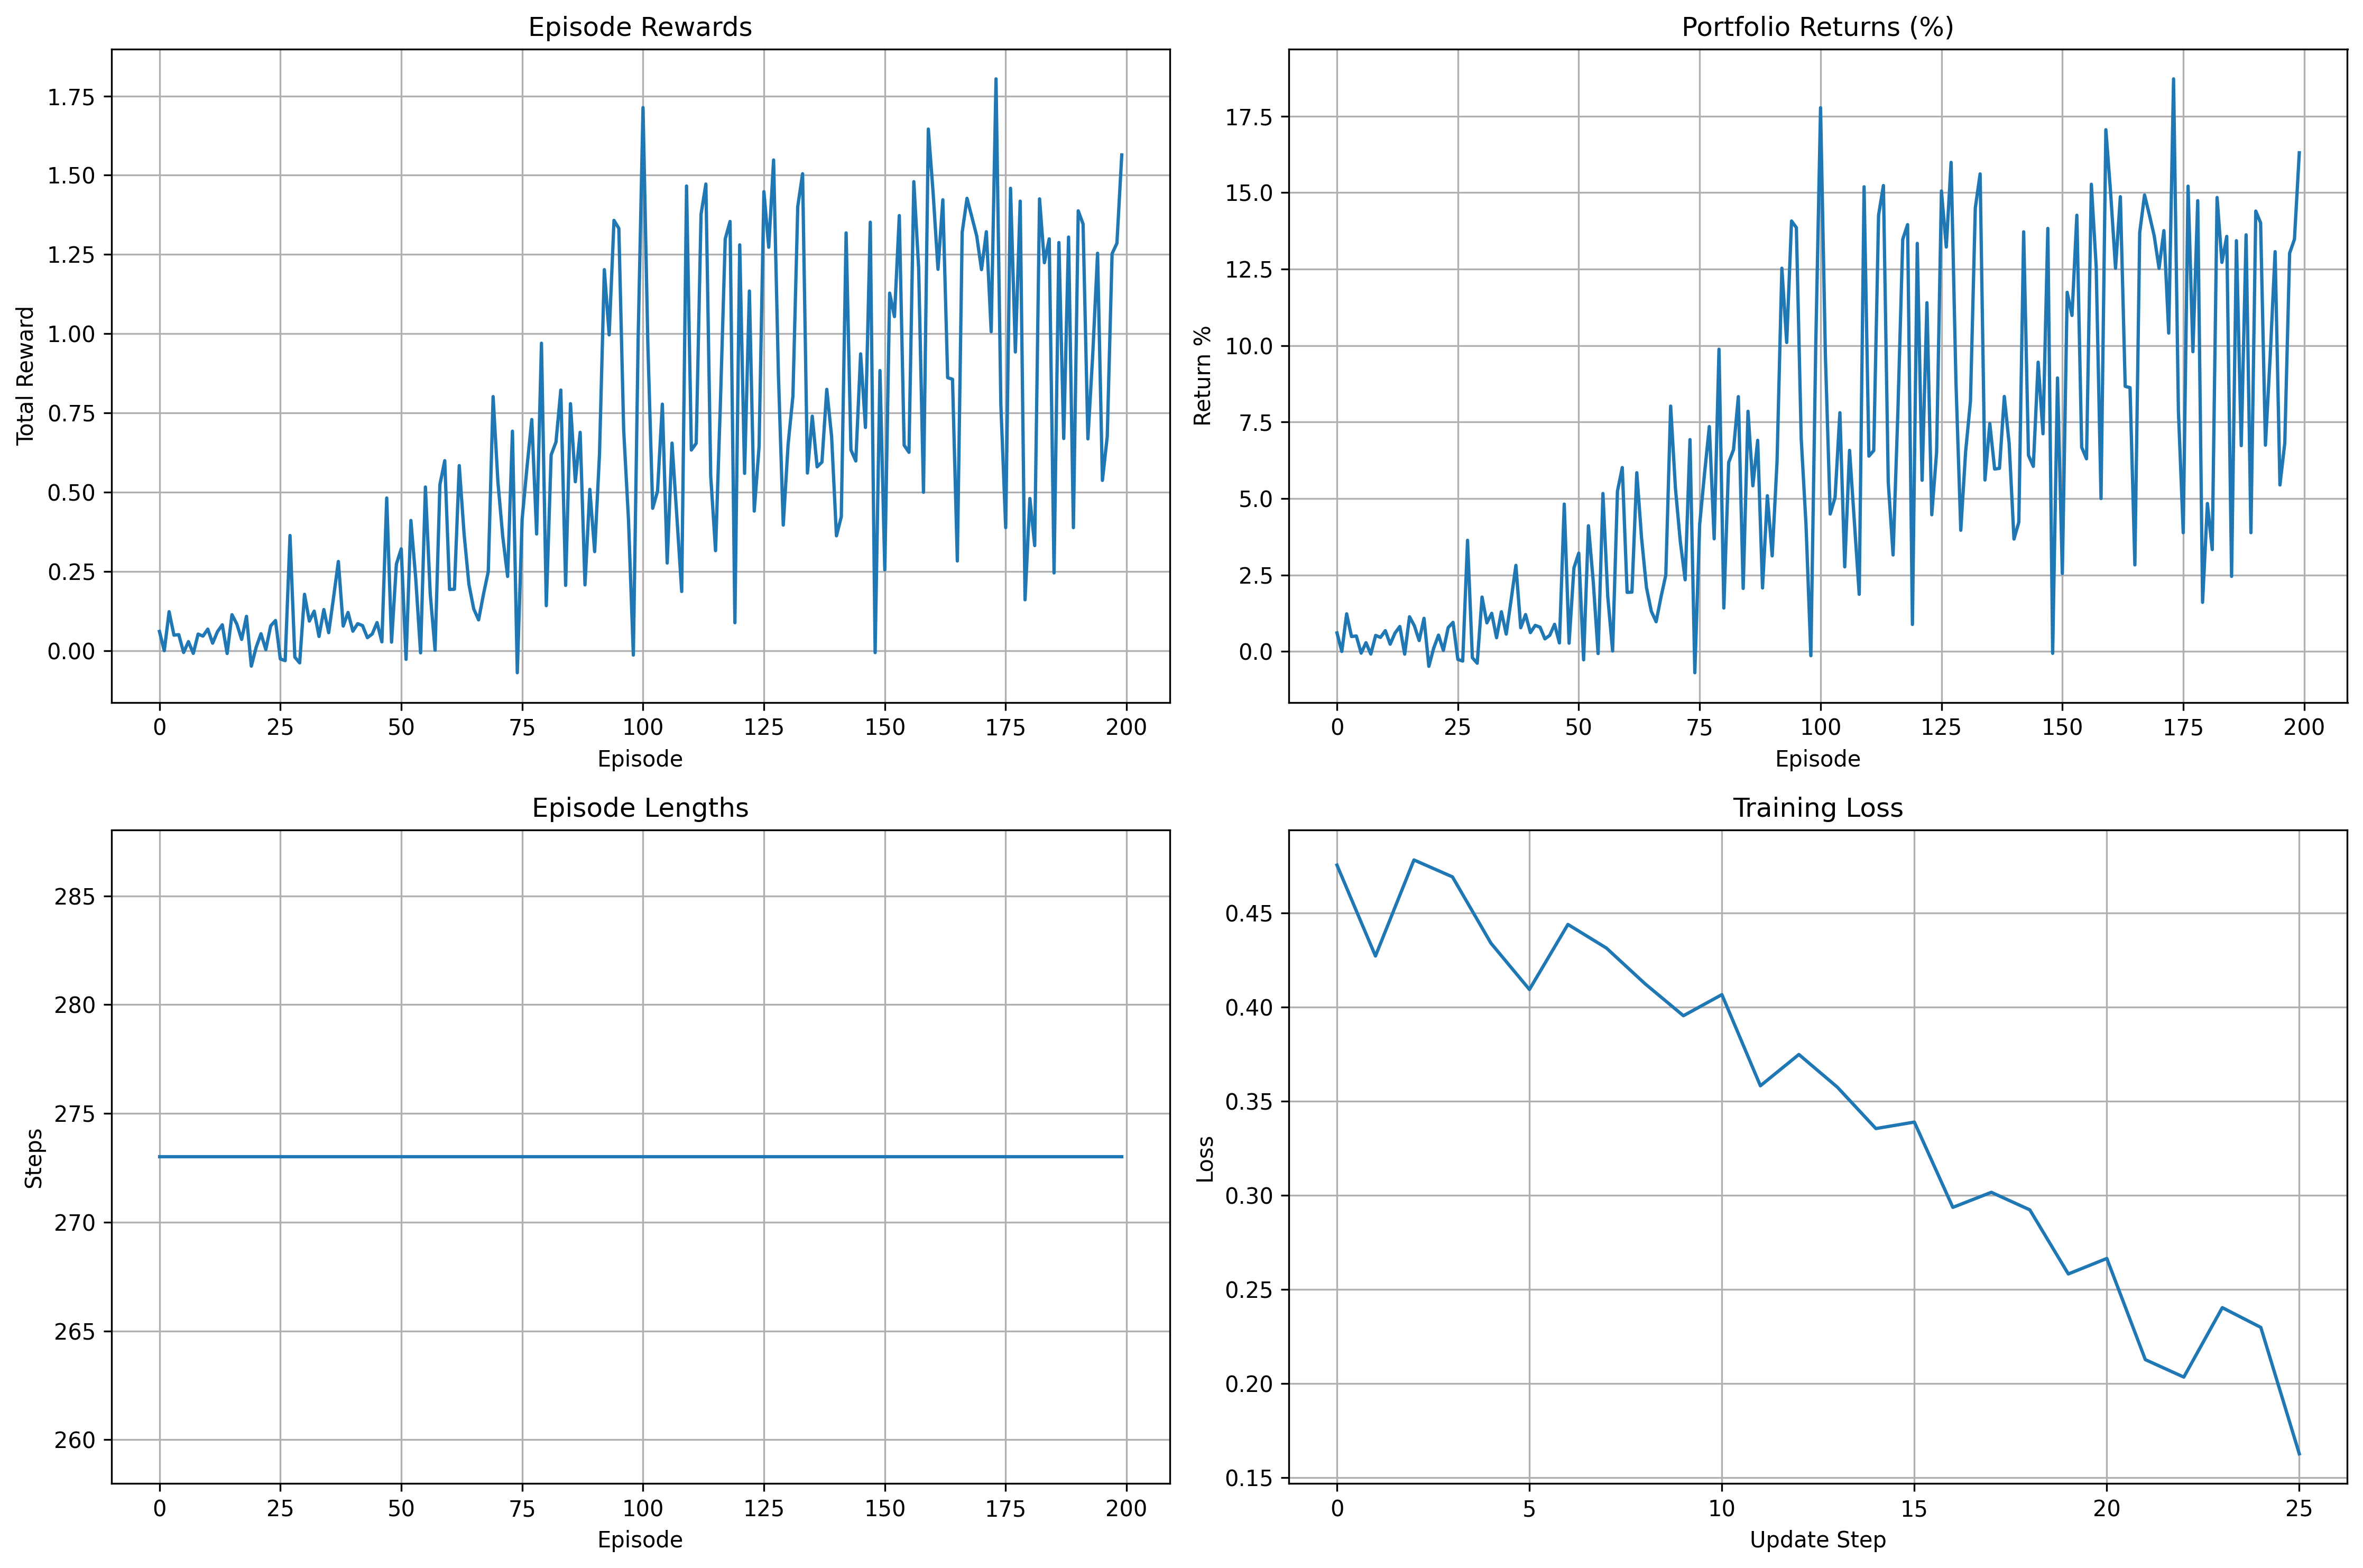 Episode Rewards
Total Reward
1.75
1.50
1.25
1.00
0.75
0.50
0.25
0.00
0 25 50 75 100 125 150 175 200
Episode
Portfolio Returns (%)
Return %
17.5
15.0
12.5
10.0
7.5
5.0
2.5
0.0
0 25 50 75 100 125 150 175 200
Episode
Episode Lengths
Steps
285
280
275
270
265
260
0 25 50 75 100 125 150 175 200
Episode
Training Loss
Loss
0.45
0.40
0.35
0.30
0.25
0.20
0.15
0 5 10 15 20 25
Update Step